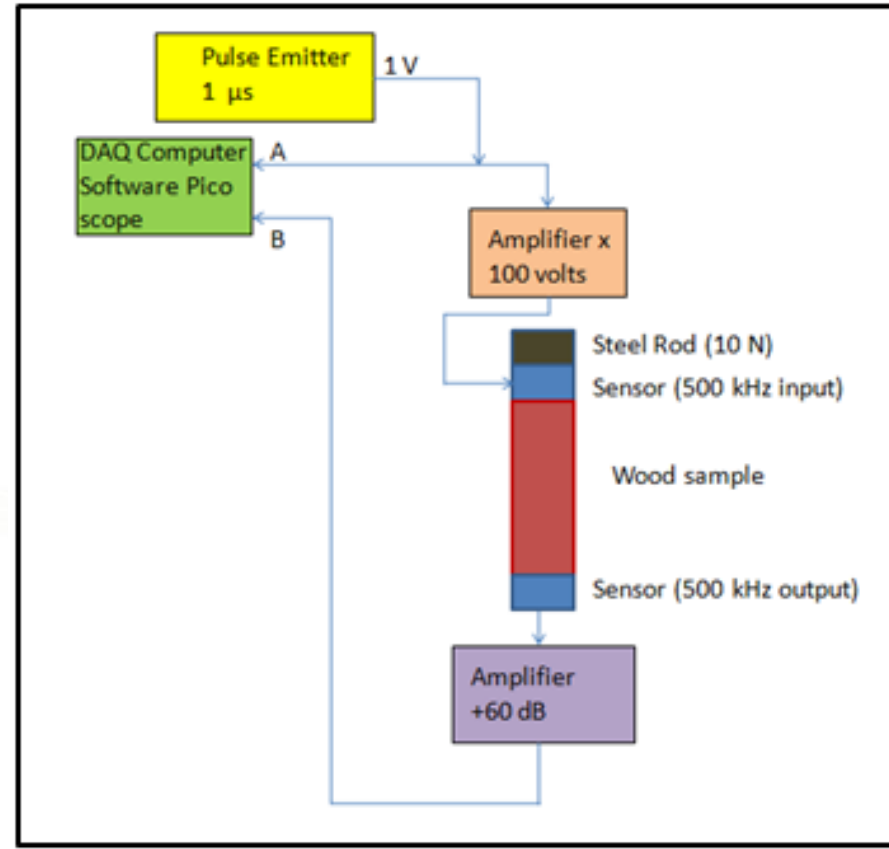 Pulse Emitter
1 µs
1 V
DAQ Computer
Software Pico
scope
A
B
Amplifier x
100 volts
Steel Rod (10 N)
Sensor (500 kHz input)
Wood sample
Sensor (500 kHz output)
Amplifier
+60 dB